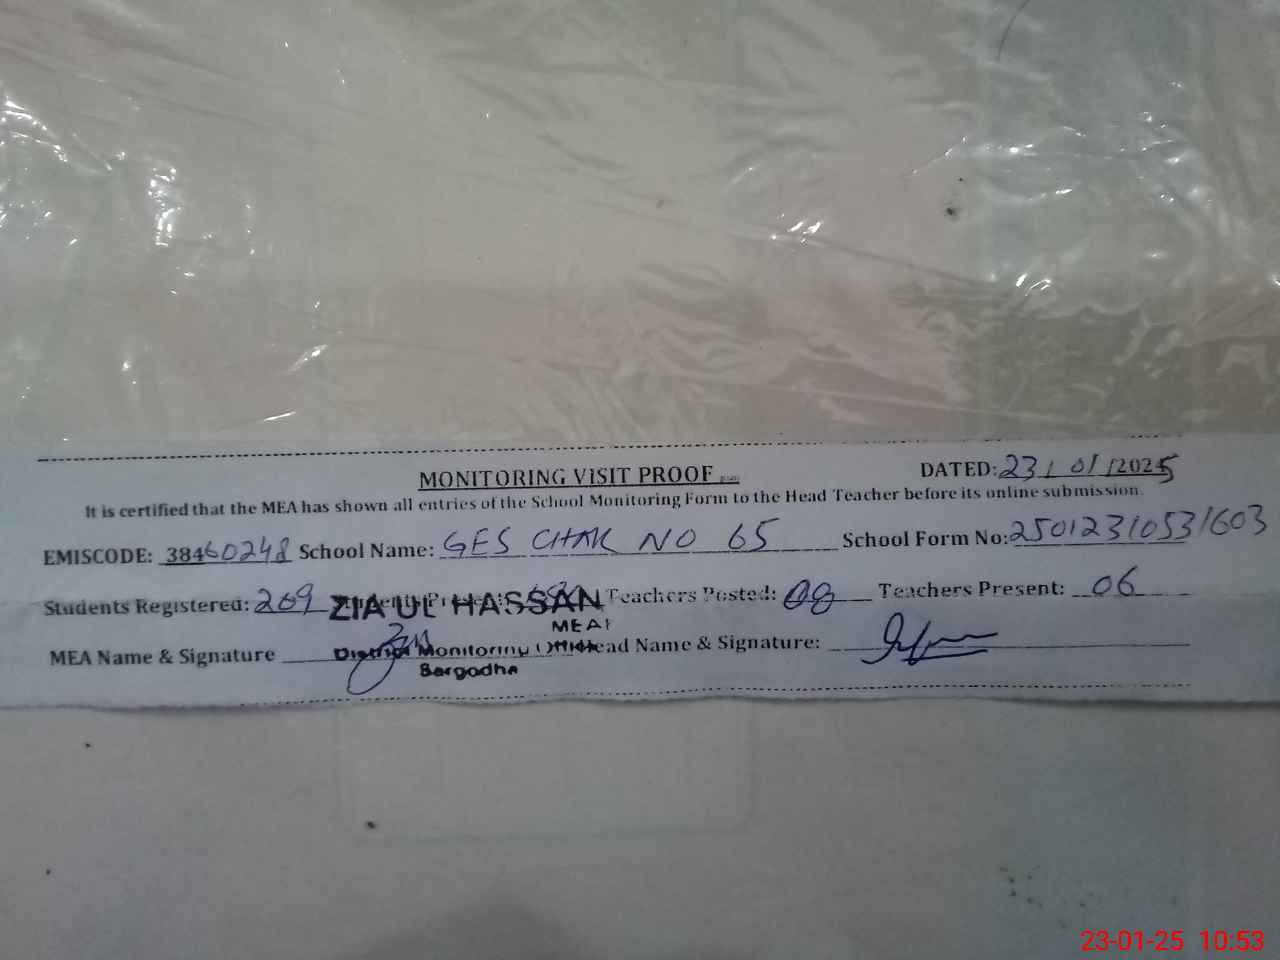 MONITORING VISIT PROOF
DATED: 23/01/2025
It is certified that the MEA has shown all entries of the School Monitoring Form to the Head Teacher before its online submission.
EMISCODE: 38460248 School Name: GES CHAK NO 65 School Form No: 25012310531603
Students Registered: 209 Teachers Posted: 08 Teachers Present: 06
ZIA UL HASSAN
MEA
MEA Name & Signature Head Name & Signature:
District Monitoring Office
Sargodha
23-01-25 10:53